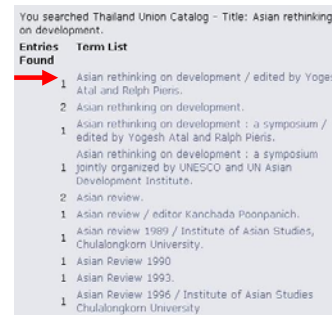 You searched Thailand Union Catalog - Title: Asian rethinking
on development.
Entries Term List
Found
1 Asian rethinking on development / edited by Yoges
Atal and Relph Pieris.
2 Asian rethinking on development.
1 Asian rethinking on development : a symposium /
edited by Yogesh Atal and Ralph Pieris.
Asian rethinking on development : a symposium
1 jointly organized by UNESCO and UN Asian
Development Institute.
2 Asian review.
1 Asian review / editor Kanchada Poonpanich.
1 Asian review 1989 / Institute of Asian Studies,
Chulalongkorn University.
1 Asian Review 1990
1 Asian Review 1993.
1 Asian Review 1996 / Institute of Asian Studies
Chulalongkorn University